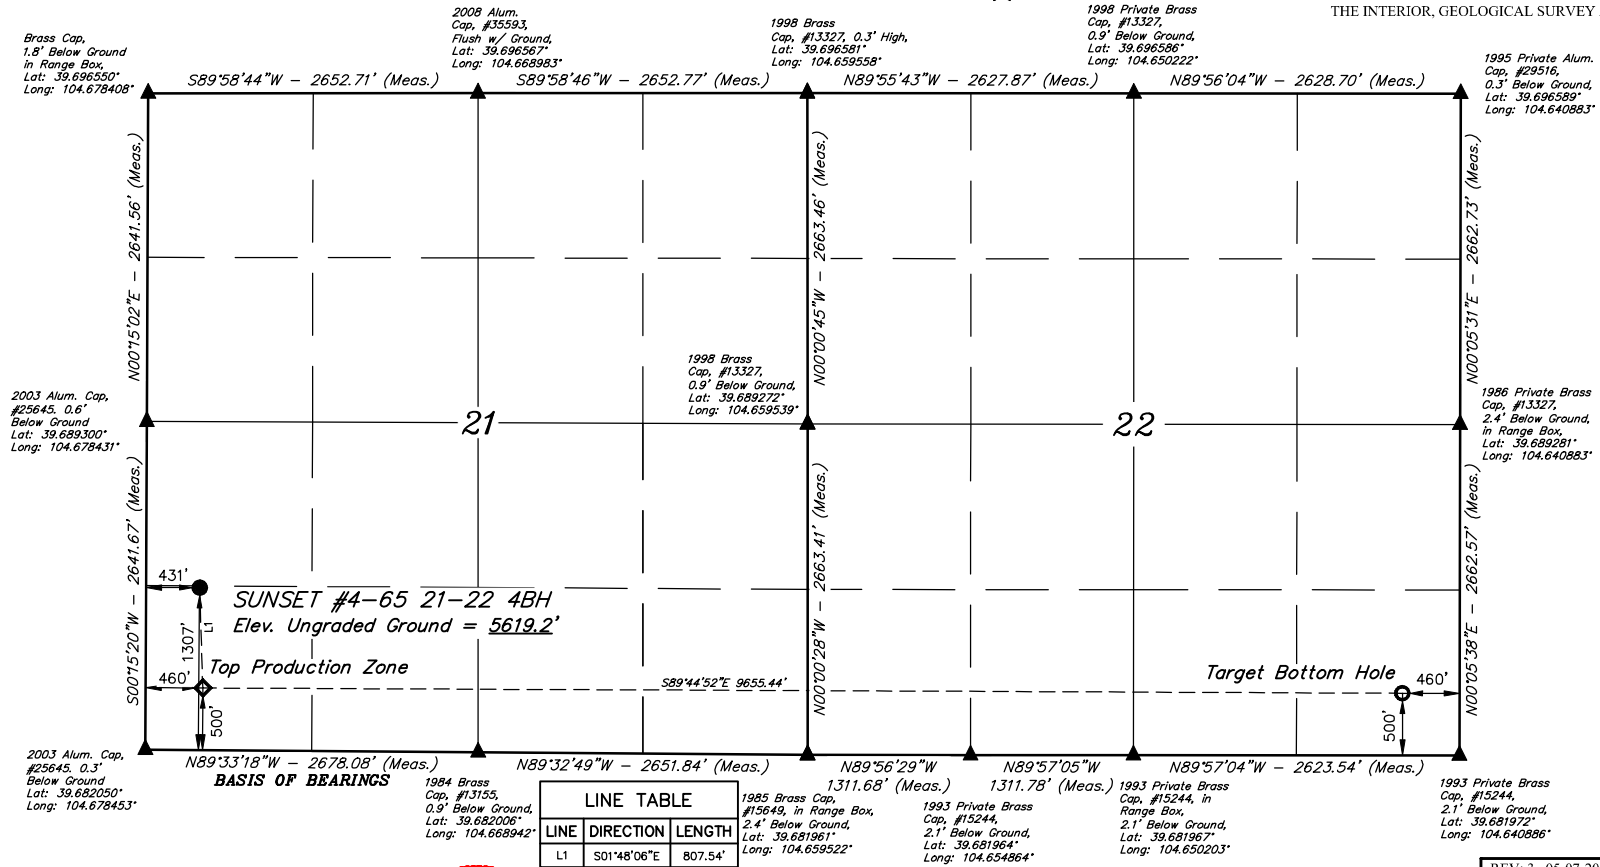 THE INTERIOR, GEOLOGICAL SURVEY
Brass Cap,
1.8' Below Ground
in Range Box,
Lat: 39.696550°
Long: 104.678408°
2008 Alum.
Cap, #35593,
Flush w/ Ground,
Lat: 39.696567°
Long: 104.668983°
1998 Brass
Cap, #13327, 0.3' High,
Lat: 39.696581°
Long: 104.659558°
1998 Private Brass
Cap, #13327,
0.9' Below Ground,
Lat: 39.696586°
Long: 104.650222°
1995 Private Alum.
Cap, #29516,
0.3' Below Ground,
Lat: 39.696589°
Long: 104.640883°
S89°58'44"W - 2652.71' (Meas.)
S89°58'46"W - 2652.77' (Meas.)
N89°55'43"W - 2627.87' (Meas.)
N89°56'04"W - 2628.70' (Meas.)
N00°15'02"E - 2641.56' (Meas.)
N00°00'45"W - 2663.46' (Meas.)
N00°05'31"E - 2662.73' (Meas.)
2003 Alum. Cap,
#25645. 0.6'
Below Ground
Lat: 39.689300°
Long: 104.678431°
21
1998 Brass
Cap, #13327,
0.9' Below Ground,
Lat: 39.689272°
Long: 104.659539°
22
1986 Private Brass
Cap, #13327,
2.4' Below Ground,
in Range Box,
Lat: 39.689281°
Long: 104.640883°
S00°15'20"W - 2641.67' (Meas.)
N00°00'28"W - 2663.41' (Meas.)
N00°05'38"E - 2662.57' (Meas.)
431'
SUNSET #4-65 21-22 4BH
Elev. Ungraded Ground = 5619.2'
1307'
L1
Top Production Zone
460'
500'
S89°44'52"E 9655.44'
Target Bottom Hole
460'
500'
2003 Alum. Cap,
#25645. 0.3'
Below Ground
Lat: 39.682050°
Long: 104.678453°
N89°33'18"W - 2678.08' (Meas.)
BASIS OF BEARINGS
N89°32'49"W - 2651.84' (Meas.)
N89°56'29"W
1311.68' (Meas.)
N89°57'05"W
1311.78' (Meas.)
N89°57'04"W - 2623.54' (Meas.)
1984 Brass
Cap, #13155,
0.9' Below Ground,
Lat: 39.682006°
Long: 104.668942°
LINE TABLE
LINE DIRECTION LENGTH
L1 S01°48'06"E 807.54'
1985 Brass Cap,
#15649, in Range Box,
2.4' Below Ground,
Lat: 39.681961°
Long: 104.659522°
1993 Private Brass
Cap, #15244,
2.1' Below Ground,
Lat: 39.681964°
Long: 104.654864°
1993 Private Brass
Cap, #15244, in
Range Box,
2.1' Below Ground,
Lat: 39.681967°
Long: 104.650203°
1993 Private Brass
Cap, #15244,
2.1' Below Ground,
Lat: 39.681972°
Long: 104.640886°